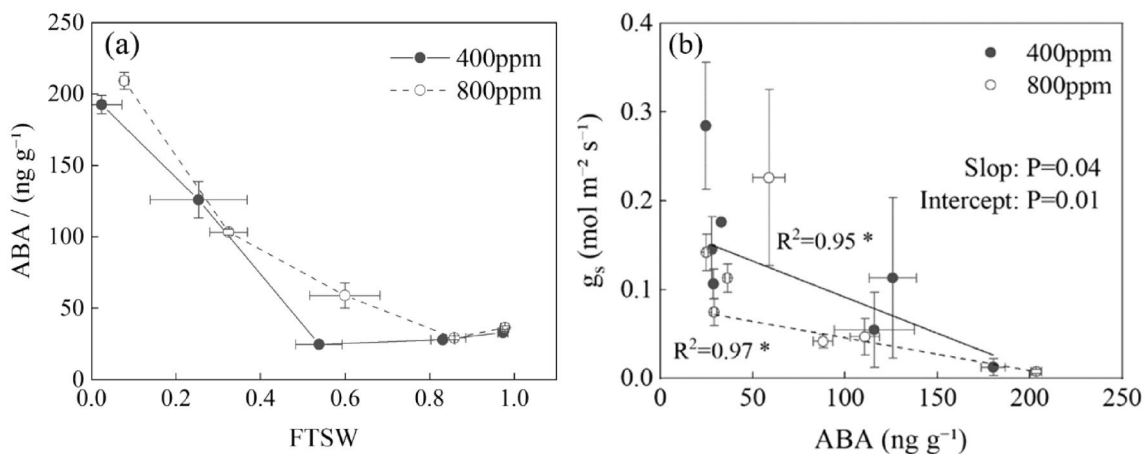 (a)
400ppm
800ppm
250
200
150
100
50
0
ABA / (ng g⁻¹)
0.0 0.2 0.4 0.6 0.8 1.0
FTSW
(b)
400ppm
800ppm
Slop: P=0.04
Intercept: P=0.01
R²=0.95 *
R²=0.97 *
0.4
0.3
0.2
0.1
0.0
gs (mol m⁻² s⁻¹)
0 50 100 150 200 250
ABA (ng g⁻¹)